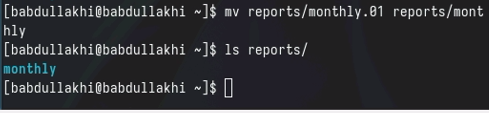 [babdullakhi@babdullakhi ~]$ mv reports/monthly.01 reports/mont
hly
[babdullakhi@babdullakhi ~]$ ls reports/
monthly
[babdullakhi@babdullakhi ~]$